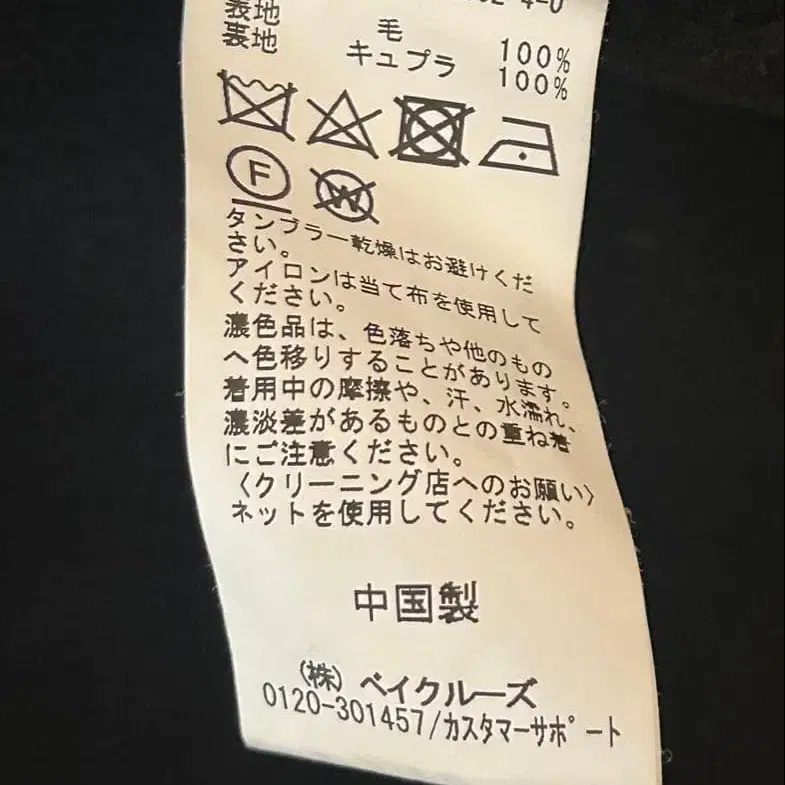 表地 毛 100%
裏地 キュプラ 100%
F
W
タンブラー乾燥はお避けくだ
さい。
アイロンは当て布を使用して
ください。
濃色品は、色落ちや他のもの
へ色移りすることがあります。
着用中の摩擦や、汗、水濡れ、
濃淡差があるものとの重ね着
にご注意ください。
〈クリーニング店へのお願い〉
ネットを使用してください。
中国製
(株) ベイクルーズ
0120-301457/カスタマーサポート